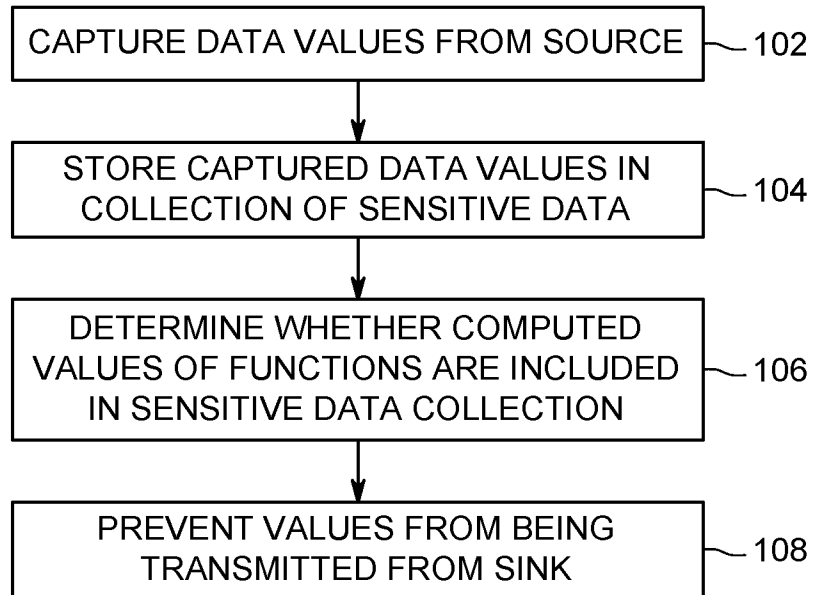 CAPTURE DATA VALUES FROM SOURCE 102
STORE CAPTURED DATA VALUES IN
COLLECTION OF SENSITIVE DATA
104
DETERMINE WHETHER COMPUTED
VALUES OF FUNCTIONS ARE INCLUDED
IN SENSITIVE DATA COLLECTION
106
PREVENT VALUES FROM BEING
TRANSMITTED FROM SINK
108